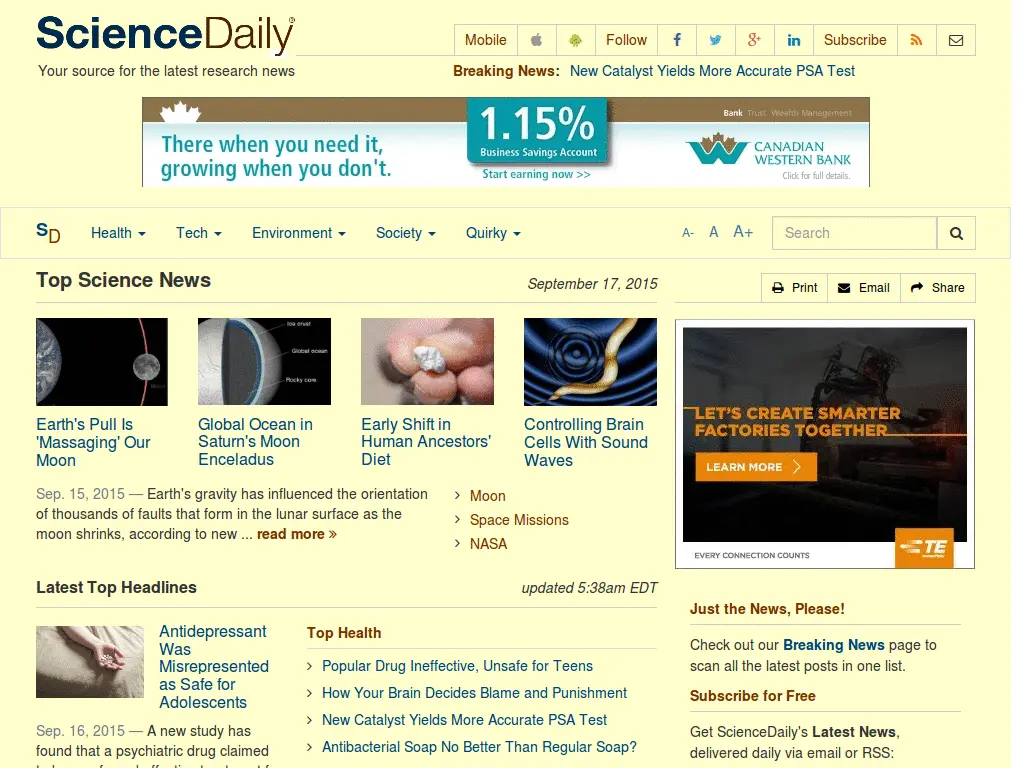 ScienceDaily®
Mobile Follow Subscribe
Your source for the latest research news
Breaking News: New Catalyst Yields More Accurate PSA Test
There when you need it,
growing when you don't.
1.15%
Business Savings Account
Start earning now >>
Bank Trust Wealth Management
CANADIAN
WESTERN BANK
Click for full details.
SD Health Tech Environment Society Quirky A- A A+ Search
Top Science News
September 17, 2015
Print Email Share
Ice crust
Global ocean
Rocky core
Earth's Pull Is
'Massaging' Our
Moon
Global Ocean in
Saturn's Moon
Enceladus
Early Shift in
Human Ancestors'
Diet
Controlling Brain
Cells With Sound
Waves
Sep. 15, 2015 — Earth's gravity has influenced the orientation
of thousands of faults that form in the lunar surface as the
moon shrinks, according to new ... read more »
› Moon
› Space Missions
› NASA
LET'S CREATE SMARTER
FACTORIES TOGETHER
LEARN MORE
EVERY CONNECTION COUNTS
TE
Latest Top Headlines
updated 5:38am EDT
Antidepressant
Was
Misrepresented
as Safe for
Adolescents
Sep. 16, 2015 — A new study has
found that a psychiatric drug claimed
Top Health
› Popular Drug Ineffective, Unsafe for Teens
› How Your Brain Decides Blame and Punishment
› New Catalyst Yields More Accurate PSA Test
› Antibacterial Soap No Better Than Regular Soap?
Just the News, Please!
Check out our Breaking News page to
scan all the latest posts in one list.
Subscribe for Free
Get ScienceDaily's Latest News,
delivered daily via email or RSS: